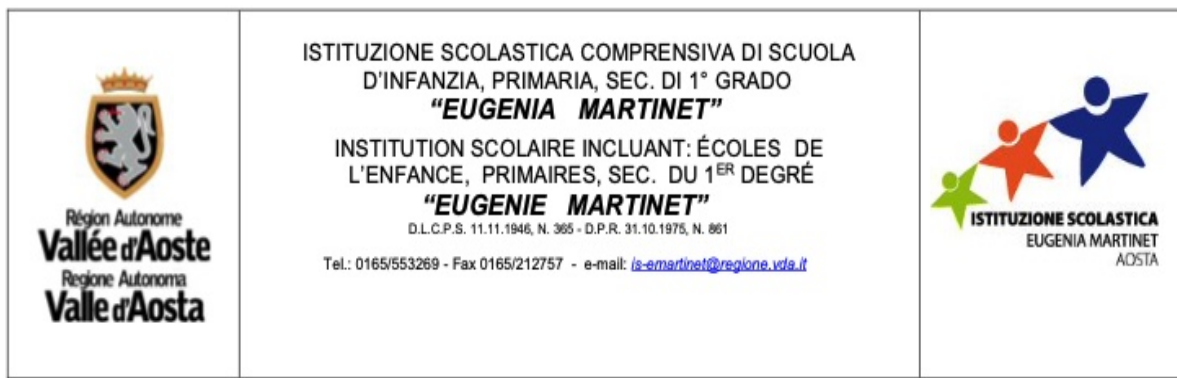 Région Autonome
Vallée d'Aoste
Regione Autonoma
Valle d'Aosta
ISTITUZIONE SCOLASTICA COMPRENSIVA DI SCUOLA
D'INFANZIA, PRIMARIA, SEC. DI 1° GRADO
"EUGENIA MARTINET"
INSTITUTION SCOLAIRE INCLUANT: ÉCOLES DE
L'ENFANCE, PRIMAIRES, SEC. DU 1ER DEGRÉ
"EUGENIE MARTINET"
D.L.C.P.S. 11.11.1946, N. 365 - D.P.R. 31.10.1975, N. 861
Tel.: 0165/553269 - Fax 0165/212757 - e-mail: is-emartinet@regione.vda.it
ISTITUZIONE SCOLASTICA
EUGENIA MARTINET
AOSTA